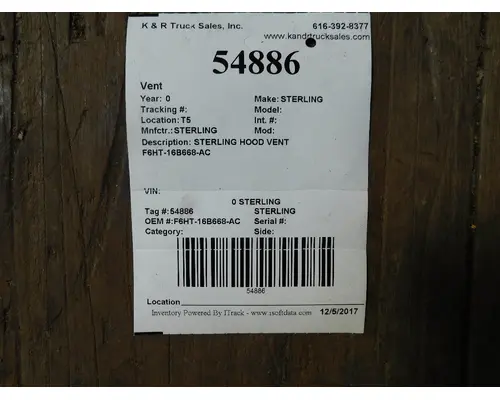 K & R Truck Sales, Inc. 616-392-8377
www.kandrtrucksales.com
54886
Vent
Year: 0 Make: STERLING
Tracking #: Model:
Location: T5 Int. #:
Mnfctr.: STERLING Mod:
Description: STERLING HOOD VENT
F6HT-16B668-AC
VIN:
0 STERLING
Tag #: 54886 STERLING
OEM #: F6HT-16B668-AC Serial #:
Category: Side:
54886
Location
Inventory Powered By ITrack - www.isoftdata.com 12/5/2017